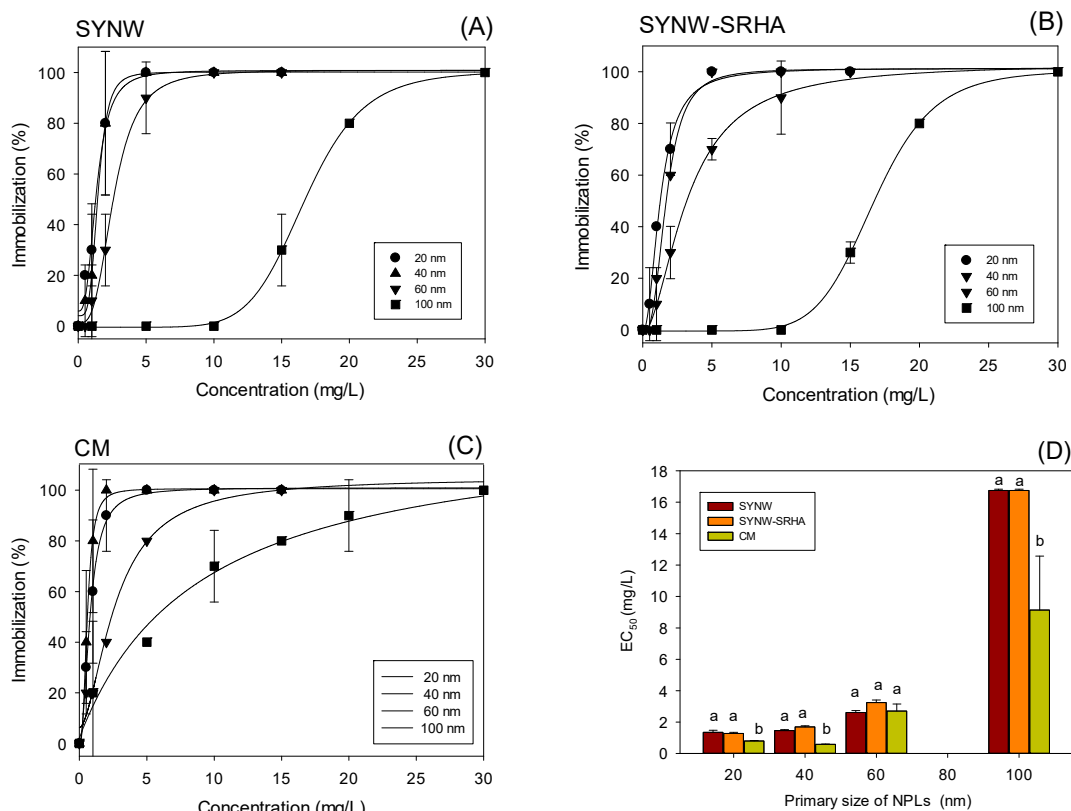 SYNW
(A)
Immobilization (%)
100
80
60
40
20
0
20 nm
40 nm
60 nm
100 nm
0 5 10 15 20 25 30
Concentration (mg/L)
SYNW-SRHA
(B)
Immobilization (%)
100
80
60
40
20
0
20 nm
40 nm
60 nm
100 nm
0 5 10 15 20 25 30
Concentration (mg/L)
CM
(C)
Immobilization (%)
100
80
60
40
20
0
20 nm
40 nm
60 nm
100 nm
0 5 10 15 20 25 30
Concentration (mg/L)
(D)
EC50 (mg/L)
18
16
14
12
10
8
6
4
2
0
SYNW
SYNW-SRHA
CM
a a b
a a b
a a a
a a b
20 40 60 80 100
Primary size of NPLs (nm)